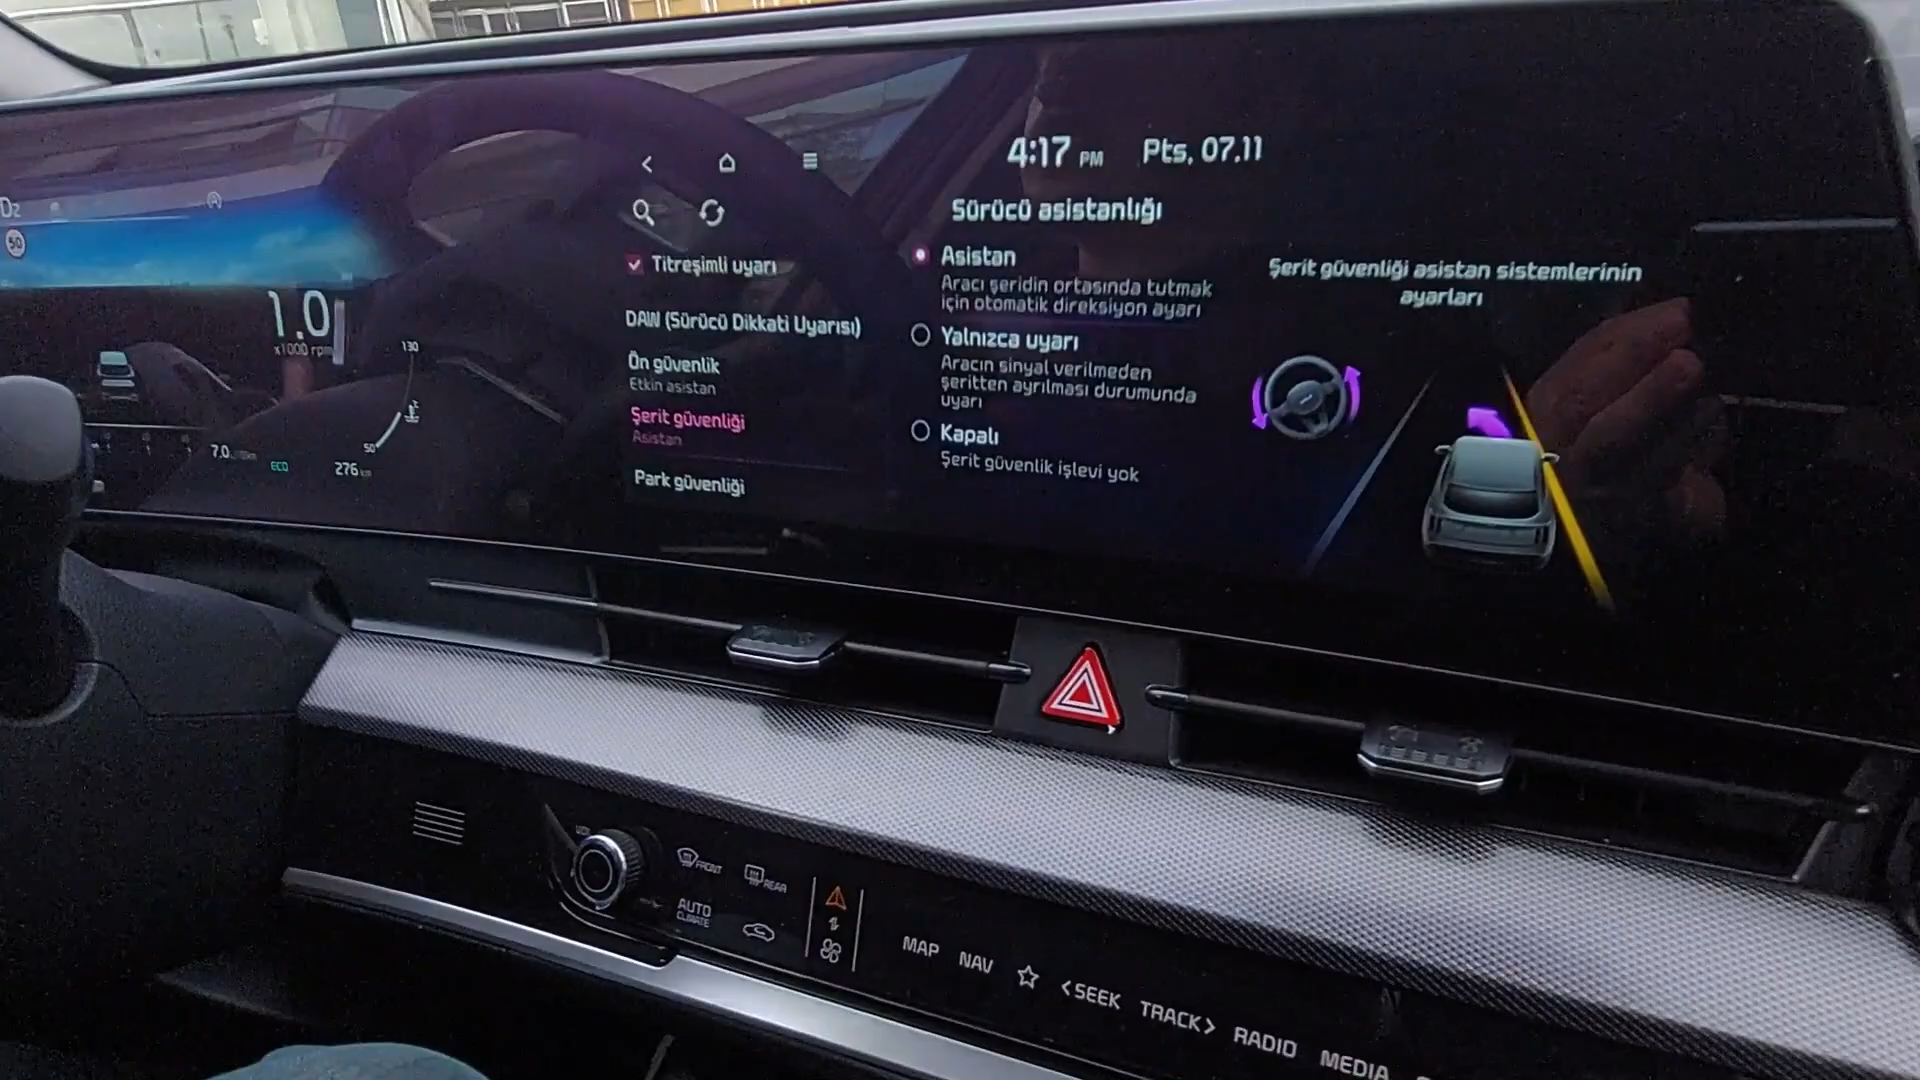 4:17 PM Pts, 07.11
Sürücü asistanlığı
D2
50
1.0
x1000 rpm
130
50
7.0
ECO
276 km
Titreşimli uyarı
DAW (Sürücü Dikkati Uyarısı)
Ön güvenlik
Etkin asistan
Şerit güvenliği
Asistan
Park güvenliği
Asistan
Aracı şeridin ortasında tutmak
için otomatik direksiyon ayarı
Yalnızca uyarı
Aracın sinyal verilmeden
şeritten ayrılması durumunda
uyarı
Kapalı
Şerit güvenlik işlevi yok
Şerit güvenliği asistan sistemlerinin
ayarları
FRONT
REAR
AUTO
CLIMATE
MAP
NAV
< SEEK
TRACK >
RADIO
MEDIA